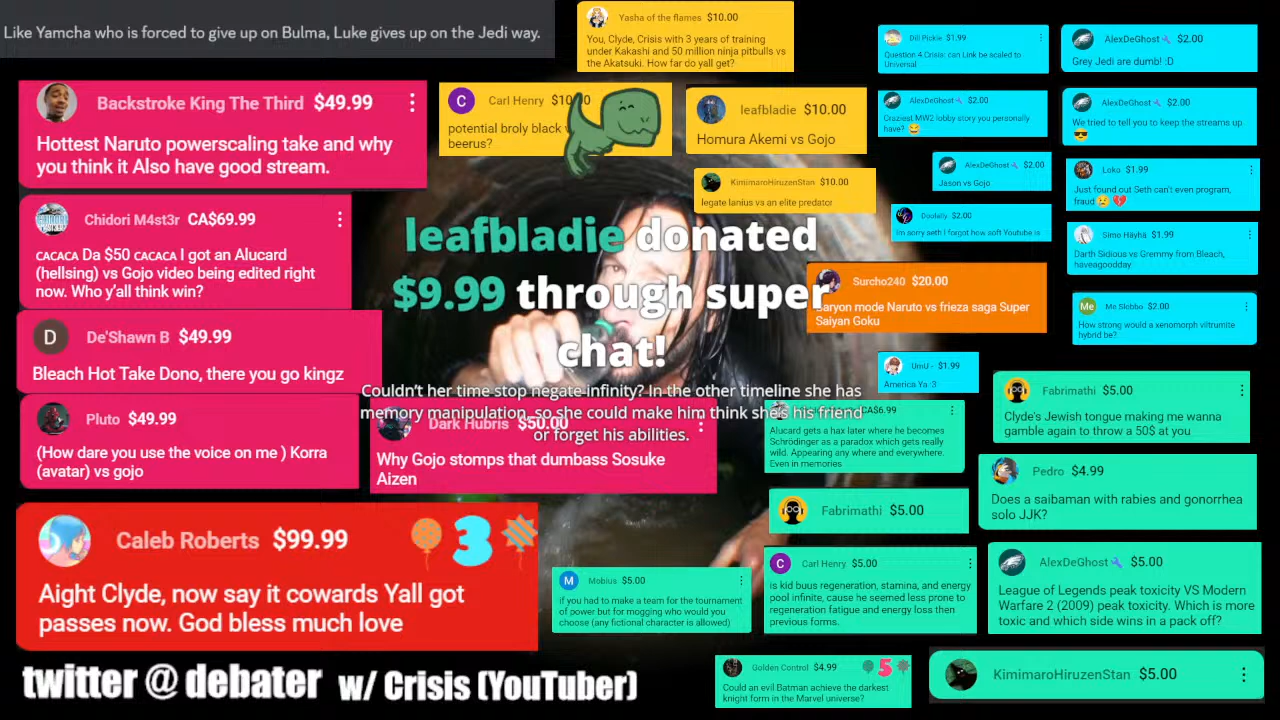 Like Yamcha who is forced to give up on Bulma, Luke gives up on the Jedi way.
Yasha of the flames $10.00
You, Clyde, Crisis with 3 years of training
under Kakashi and 50 million ninja pitbulls vs
the Akatsuki. How far do yall get?
Dill Pickle $1.99
Question 4 Crisis: can Link be scaled to
Universal
AlexDeGhost $2.00
Grey Jedi are dumb! :D
Backstroke King The Third $49.99
Hottest Naruto powerscaling take and why
you think it Also have good stream.
C Carl Henry $10.00
potential broly black v
beerus?
leafbladie $10.00
Homura Akemi vs Gojo
AlexDeGhost $2.00
Craziest MW2 lobby story you personally
have?
AlexDeGhost $2.00
We tried to tell you to keep the streams up
KimimaroHiruzenStan $10.00
legate lanius vs an elite predator
AlexDeGhost $2.00
Jason vs Gojo
Loko $1.99
Just found out Seth can't even program,
fraud
Chidori M4st3r CA$69.99
CACACA Da $50 CACACA I got an Alucard
(hellsing) vs Gojo video being edited right
now. Who y'all think win?
$2.00
im sorry seth I forgot how soft Youtube is
Simo Häyhä $1.99
Darth Sidious vs Gremmy from Bleach,
haveagoodday
leafbladie donated
$9.99 through super
chat!
Couldn't her time stop negate infinity? In the other timeline she has
memory manipulation, so she could make him think she's his friend
or forget his abilities.
Surcho240 $20.00
Baryon mode Naruto vs frieza saga Super
Saiyan Goku
Me Me Slobbo $2.00
How strong would a xenomorph viltrumite
hybrid be?
D De'Shawn B $49.99
Bleach Hot Take Dono, there you go kingz
UmU - $1.99
America Ya :3
Fabrimathi $5.00
Clyde's Jewish tongue making me wanna
gamble again to throw a 50$ at you
Pluto $49.99
(How dare you use the voice on me ) Korra
(avatar) vs gojo
Dark Hubris $50.00
Why Gojo stomps that dumbass Sosuke
Aizen
CA$6.99
Alucard gets a hax later where he becomes
Schrödinger as a paradox which gets really
wild. Appearing any where and everywhere.
Even in memories
Pedro $4.99
Does a saibaman with rabies and gonorrhea
solo JJK?
Fabrimathi $5.00
Caleb Roberts $99.99
3
Aight Clyde, now say it cowards Yall got
passes now. God bless much love
M Mobius $5.00
if you had to make a team for the tournament
of power but for mogging who would you
choose (any fictional character is allowed)
C Carl Henry $5.00
is kid buus regeneration, stamina, and energy
pool infinite, cause he seemed less prone to
regeneration fatigue and energy loss then
previous forms.
AlexDeGhost $5.00
League of Legends peak toxicity VS Modern
Warfare 2 (2009) peak toxicity. Which is more
toxic and which side wins in a pack off?
Golden Control $4.99
5
Could an evil Batman achieve the darkest
knight form in the Marvel universe?
KimimaroHiruzenStan $5.00
twitter @ debater w/ Crisis (YouTuber)